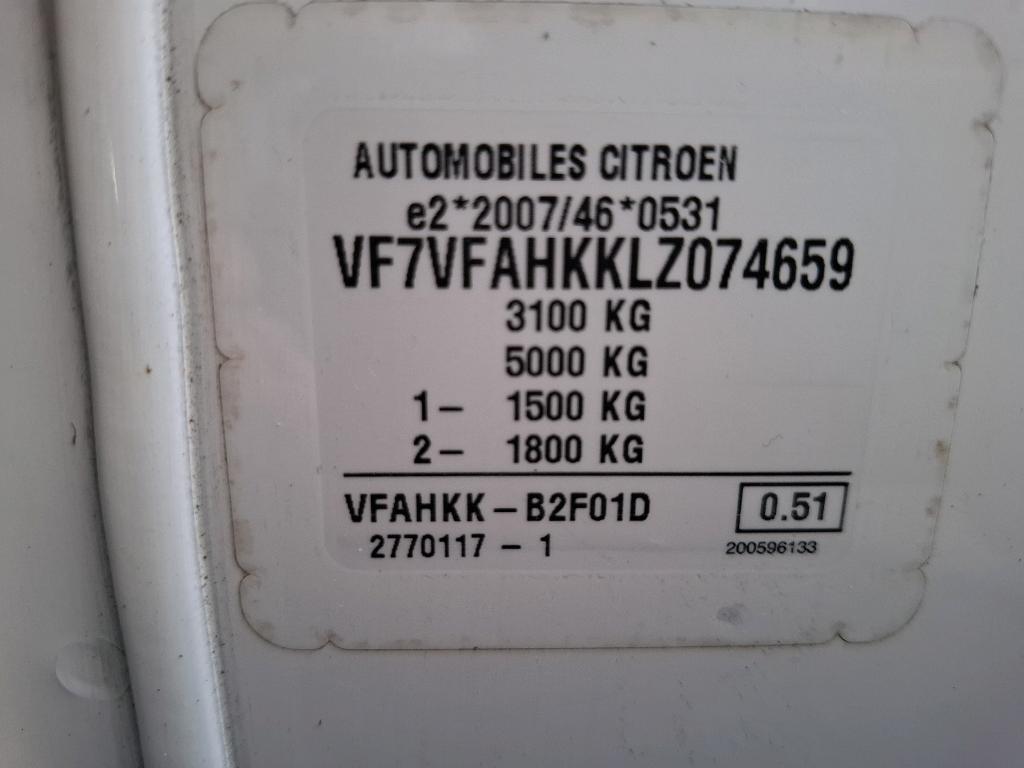 AUTOMOBILES CITROEN
e2*2007/46*0531
VF7VFAHKKLZ074659
3100 KG
5000 KG
1- 1500 KG
2- 1800 KG
VFAHKK-B2F01D 0.51
2770117 - 1 200596133